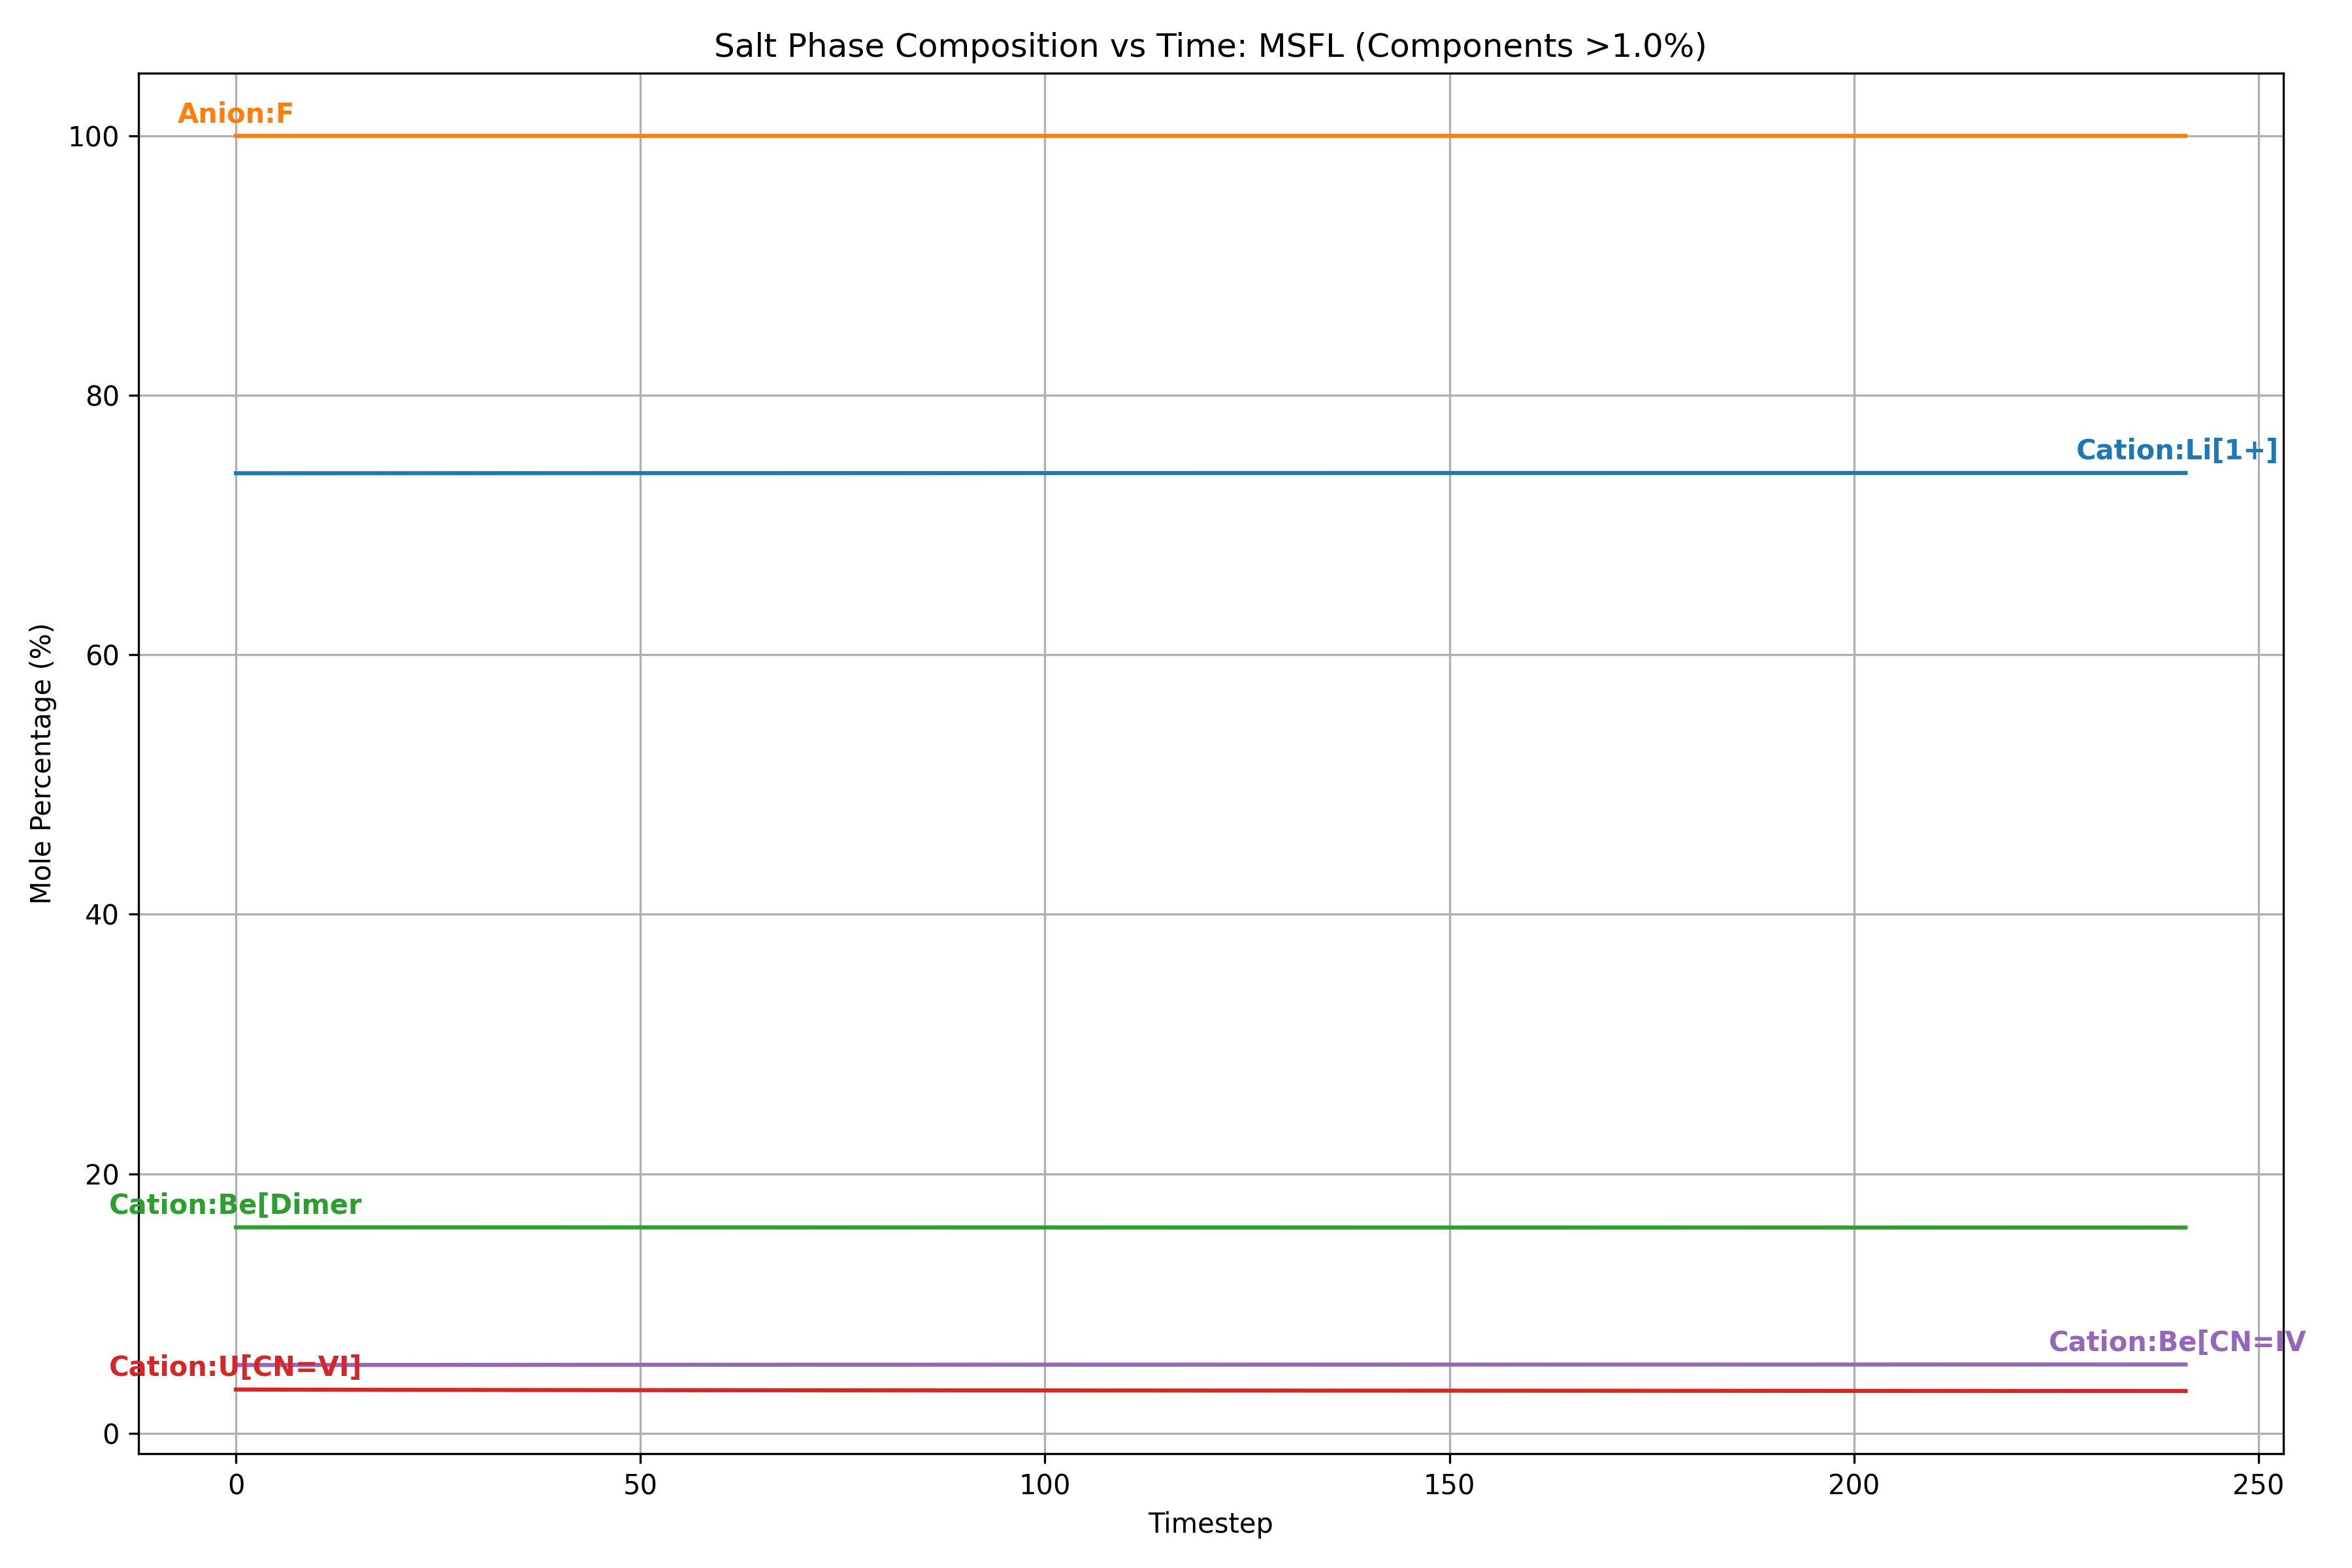 Salt Phase Composition vs Time: MSFL (Components >1.0%)
Anion:F
100
80
Cation:Li[1+]
Mole Percentage (%)
60
40
20
Cation:Be[Dimer
Cation:Be[CN=IV
Cation:U[CN=VI]
0
0 50 100 150 200 250
Timestep